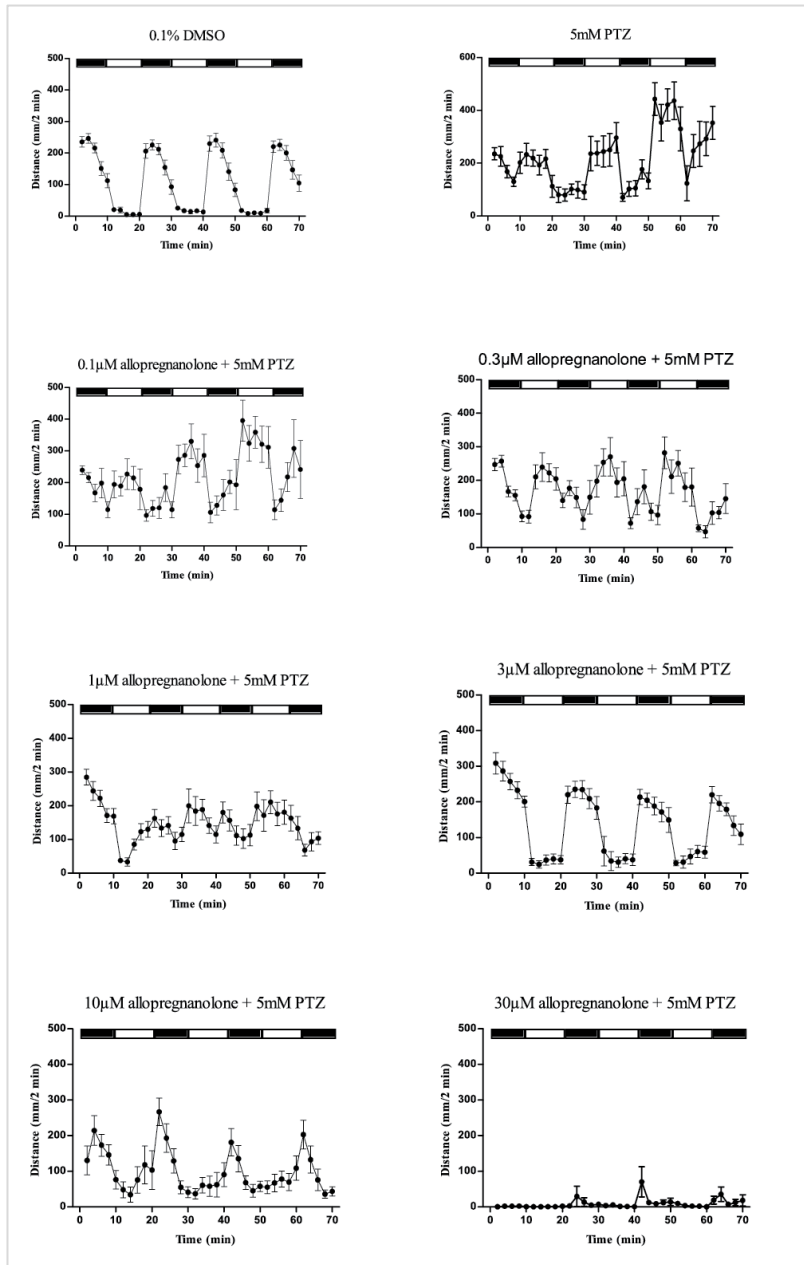 0.1% DMSO
500
400
300
200
100
0
Distance (mm/2 min)
0 10 20 30 40 50 60 70
Time (min)
5mM PTZ
600
400
200
0
Distance (mm/2 min)
0 10 20 30 40 50 60 70
Time (min)
0.1µM allopregnanolone + 5mM PTZ
500
400
300
200
100
0
Distance (mm/2 min)
0 10 20 30 40 50 60 70
Time (min)
0.3µM allopregnanolone + 5mM PTZ
500
400
300
200
100
0
Distance (mm/2 min)
0 10 20 30 40 50 60 70
Time (min)
1µM allopregnanolone + 5mM PTZ
500
400
300
200
100
0
Distance (mm/2 min)
0 10 20 30 40 50 60 70
Time (min)
3µM allopregnanolone + 5mM PTZ
500
400
300
200
100
0
Distance (mm/2 min)
0 10 20 30 40 50 60 70
Time (min)
10µM allopregnanolone + 5mM PTZ
500
400
300
200
100
0
Distance (mm/2 min)
0 10 20 30 40 50 60 70
Time (min)
30µM allopregnanolone + 5mM PTZ
500
400
300
200
100
0
Distance (mm/2 min)
0 10 20 30 40 50 60 70
Time (min)